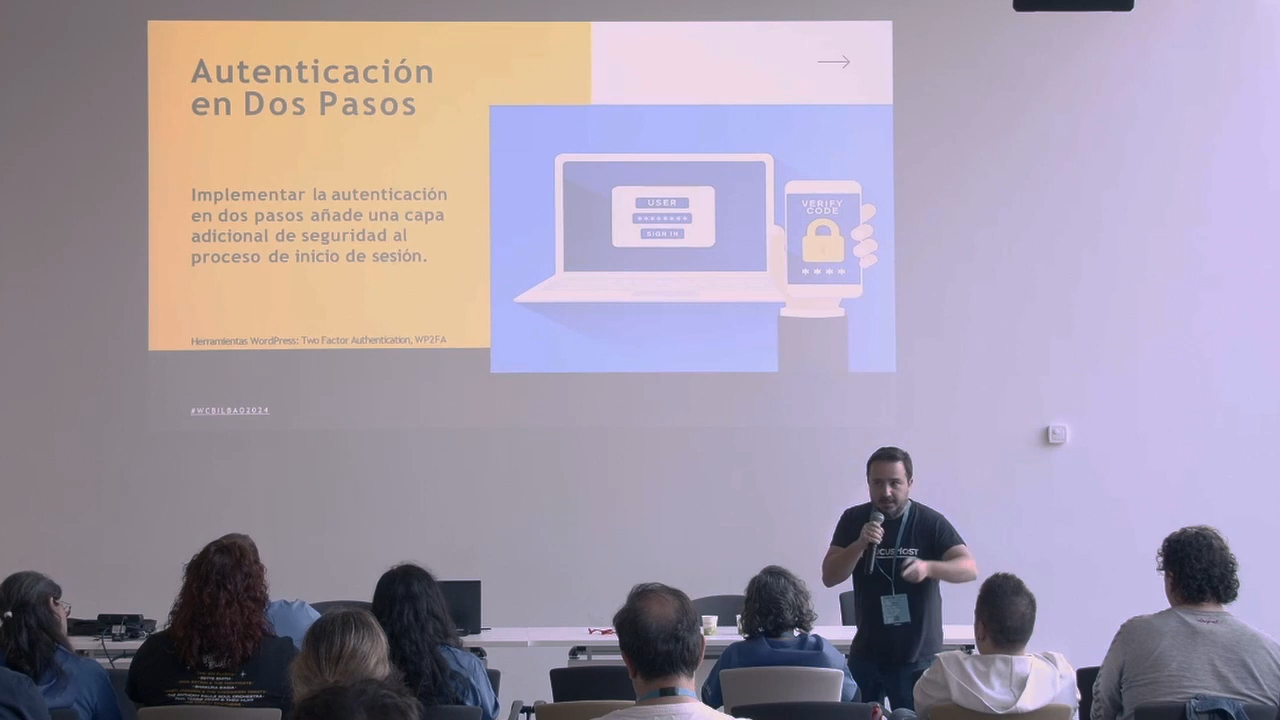 Autenticación
en Dos Pasos
Implementar la autenticación
en dos pasos añade una capa
adicional de seguridad al
proceso de inicio de sesión.
Herramientas WordPress: Two Factor Authentication, WP2FA
#WCBILBAO2024
USER
********
SIGN IN
VERIFY
CODE
****